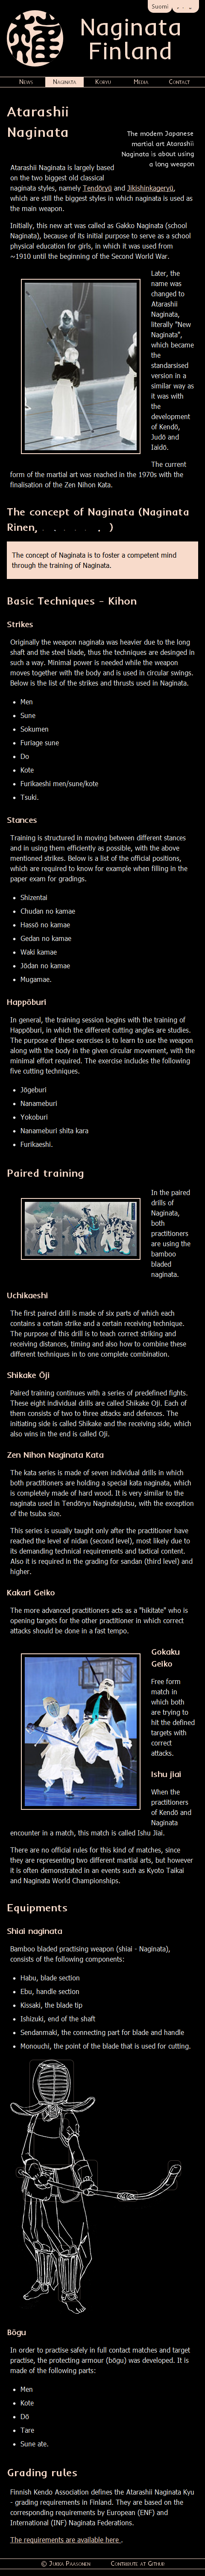 Suomi
Naginata
Finland
News Naginata Koryu Media Contact
Atarashii
Naginata
The modern Japanese
martial art Atarashii
Naginata is about using
a long weapon
Atarashii Naginata is largely based
on the two biggest old classical
naginata styles, namely Tendōryū and Jikishinkageryū,
which are still the biggest styles in which naginata is used as
the main weapon.
Initially, this new art was called as Gakko Naginata (school
Naginata), because of its initial purpose to serve as a school
physical education for girls, in which it was used from
~1910 until the beginning of the Second World War.
Later, the
name was
changed to
Atarashii
Naginata,
literally "New
Naginata",
which became
the
standarsised
version in a
similar way as
it was with
the
development
of Kendō,
Judō and
Iaidō.
The current
form of the martial art was reached in the 1970s with the
finalisation of the Zen Nihon Kata.
The concept of Naginata (Naginata
Rinen, )
The concept of Naginata is to foster a competent mind
through the training of Naginata.
Basic Techniques - Kihon
Strikes
Originally the weapon naginata was heavier due to the long
shaft and the steel blade, thus the techniques are desinged in
such a way. Minimal power is needed while the weapon
moves together with the body and is used in circular swings.
Below is the list of the strikes and thrusts used in Naginata.
Men
Sune
Sokumen
Furiage sune
Do
Kote
Furikaeshi men/sune/kote
Tsuki.
Stances
Training is structured in moving between different stances
and in using them efficiently as possible, with the above
mentioned strikes. Below is a list of the official positions,
which are required to know for example when filling in the
paper exam for gradings.
Shizentai
Chudan no kamae
Hassō no kamae
Gedan no kamae
Waki kamae
Jōdan no kamae
Mugamae.
Happōburi
In general, the training session begins with the training of
Happōburi, in which the different cutting angles are studies.
The purpose of these exercises is to learn to use the weapon
along with the body in the given circular movement, with the
minimal effort required. The exercise includes the following
five cutting techniques.
Jōgeburi
Nanameburi
Yokoburi
Nanameburi shita kara
Furikaeshi.
Paired training
In the paired
drills of
Naginata,
both
practitioners
are using the
bamboo
bladed
naginata.
Uchikaeshi
The first paired drill is made of six parts of which each
contains a certain strike and a certain receiving technique.
The purpose of this drill is to teach correct striking and
receiving distances, timing and also how to combine these
different techniques in to one complete combination.
Shikake Ōji
Paired training continues with a series of predefined fights.
These eight individual drills are called Shikake Oji. Each of
them consists of two to three attacks and defences. The
initiating side is called Shikake and the receiving side, which
also wins in the end is called Oji.
Zen Nihon Naginata Kata
The kata series is made of seven individual drills in which
both practitioners are holding a special kata naginata, which
is completely made of hard wood. It is very similar to the
naginata used in Tendōryu Naginatajutsu, with the exception
of the tsuba size.
This series is usually taught only after the practitioner have
reached the level of nidan (second level), most likely due to
its demanding technical requirements and tactical content.
Also it is required in the grading for sandan (third level) and
higher.
Kakari Geiko
The more advanced practitioners acts as a "hikitate" who is
opening targets for the other practitioner in which correct
attacks should be done in a fast tempo.
Gokaku
Geiko
Free form
match in
which both
are trying to
hit the defined
targets with
correct
attacks.
Ishu jiai
When the
practitioners
of Kendō and
Naginata
encounter in a match, this match is called Ishu Jiai.
There are no official rules for this kind of matches, since
they are representing two different martial arts, but however
it is often demonstrated in an events such as Kyoto Taikai
and Naginata World Championships.
Equipments
Shiai naginata
Bamboo bladed practising weapon (shiai - Naginata),
consists of the following components:
Habu, blade section
Ebu, handle section
Kissaki, the blade tip
Ishizuki, end of the shaft
Sendanmaki, the connecting part for blade and handle
Monouchi, the point of the blade that is used for cutting.
Bōgu
In order to practise safely in full contact matches and target
practise, the protecting armour (bōgu) was developed. It is
made of the following parts:
Men
Kote
Dō
Tare
Sune ate.
Grading rules
Finnish Kendo Association defines the Atarashii Naginata Kyu
- grading requirements in Finland. They are based on the
corresponding requirements by European (ENF) and
International (INF) Naginata Federations.
The requirements are available here .
© Jukka Paasonen Contribute at Github